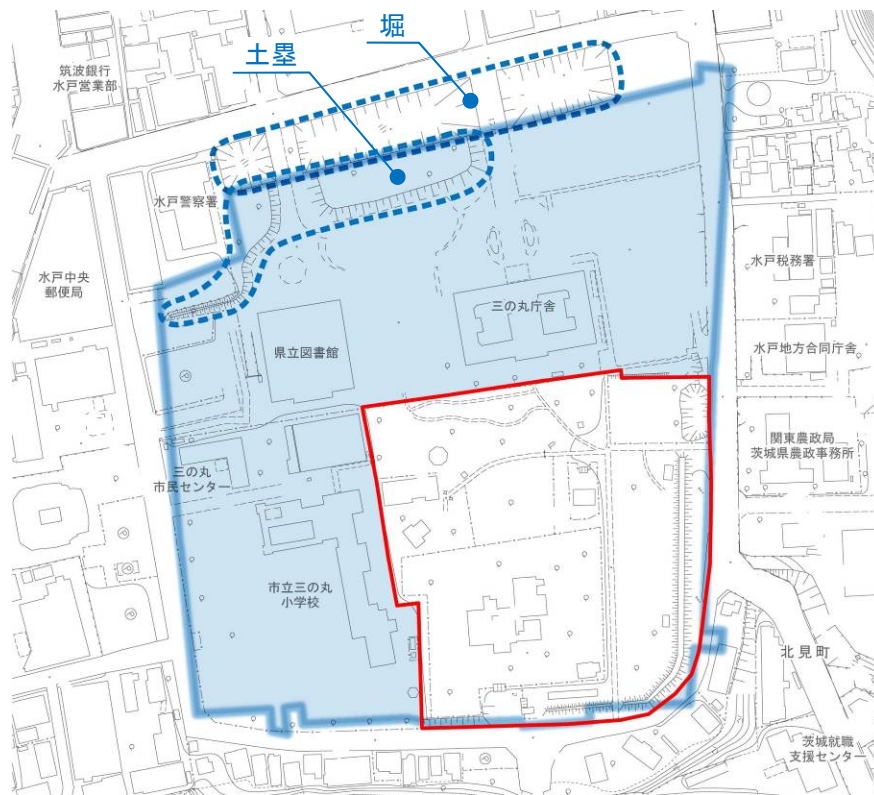 堀
土塁
筑波銀行
水戸営業部
水戸警察署
水戸中央
郵便局
水戸税務署
三の丸庁舎
県立図書館
水戸地方合同庁舎
関東農政局
茨城県農政事務所
三の丸
市民センター
市立三の丸
小学校
北見町
茨城就職
支援センター